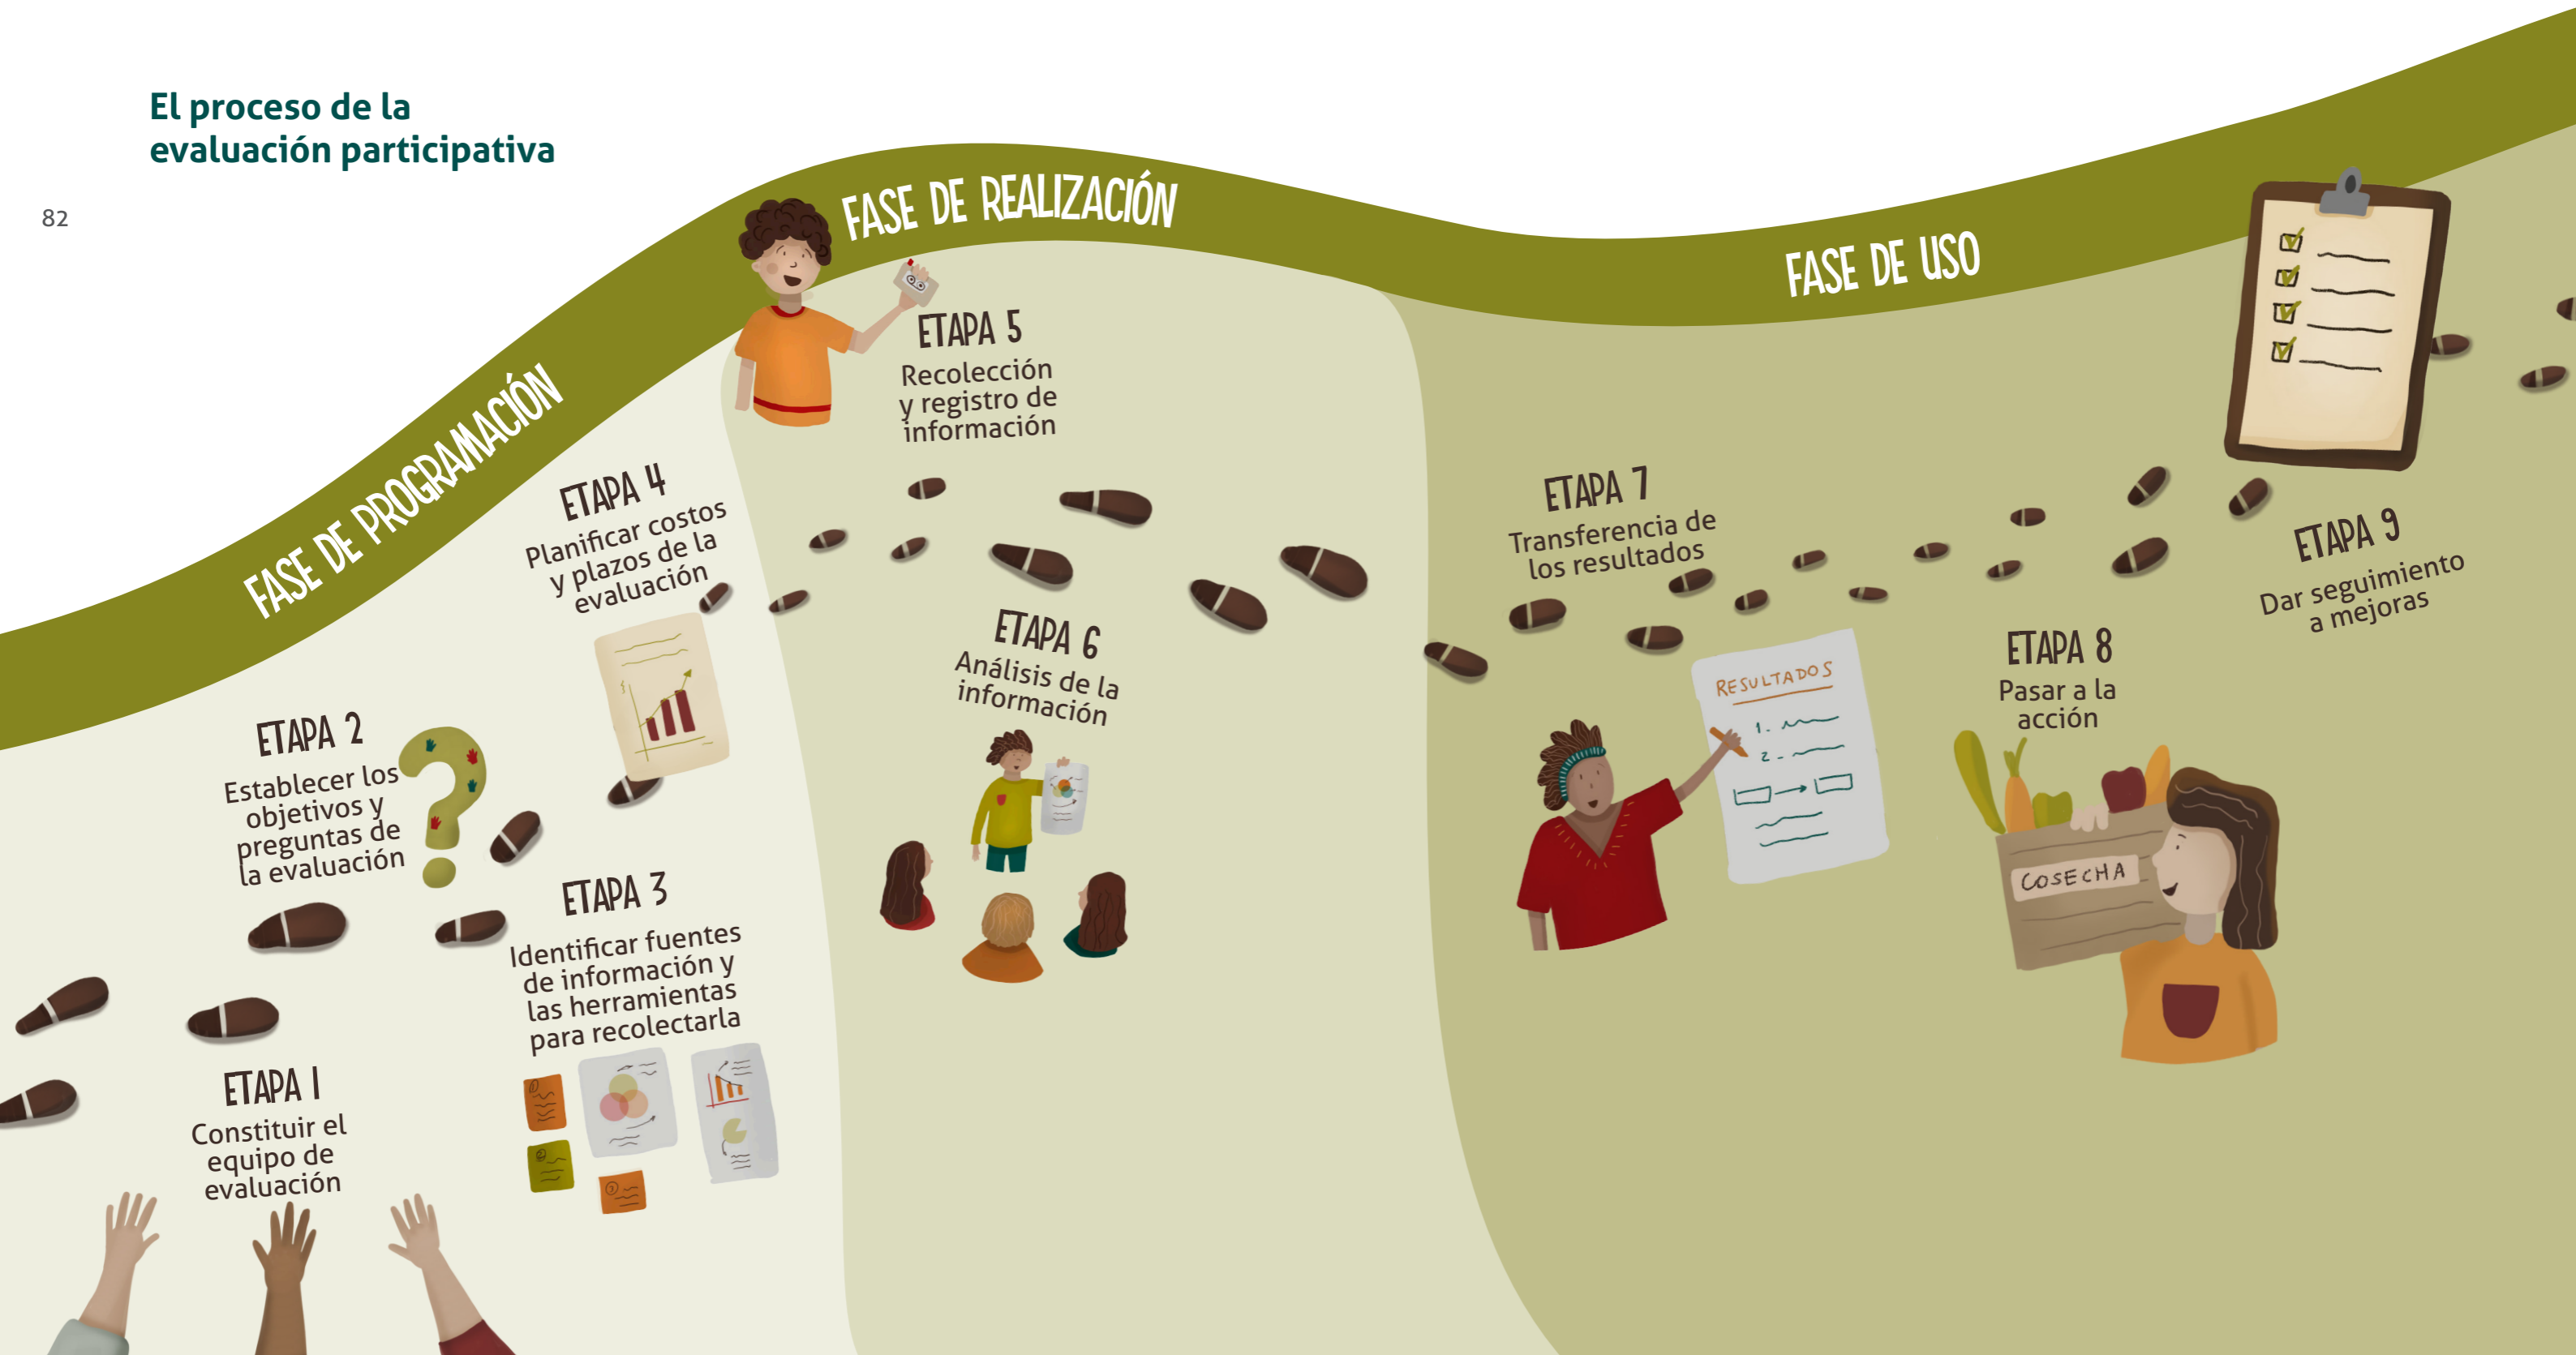 El proceso de la
evaluación participativa
82
FASE DE PROGRAMACIÓN
ETAPA 1
Constituir el
equipo de
evaluación
ETAPA 2
Establecer los
objetivos y
preguntas de
la evaluación
ETAPA 3
Identificar fuentes
de información y
las herramientas
para recolectarla
ETAPA 4
Planificar costos
y plazos de la
evaluación
FASE DE REALIZACIÓN
ETAPA 5
Recolección
y registro de
información
ETAPA 6
Análisis de la
información
FASE DE USO
ETAPA 7
Transferencia de
los resultados
RESULTADOS
1.
2-
ETAPA 8
Pasar a la
acción
COSECHA
ETAPA 9
Dar seguimiento
a mejoras